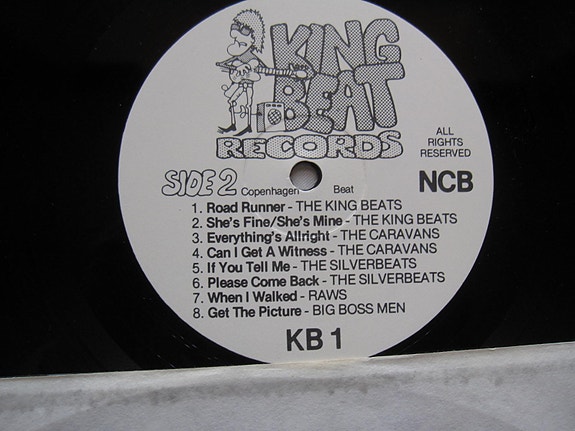 KING
BEAT
RECORDS
ALL
RIGHTS
RESERVED
SIDE 2
Copenhagen Beat
NCB
1. Road Runner - THE KING BEATS
2. She's Fine/She's Mine - THE KING BEATS
3. Everything's Allright - THE CARAVANS
4. Can I Get A Witness - THE CARAVANS
5. If You Tell Me - THE SILVERBEATS
6. Please Come Back - THE SILVERBEATS
7. When I Walked - RAWS
8. Get The Picture - BIG BOSS MEN
KB 1